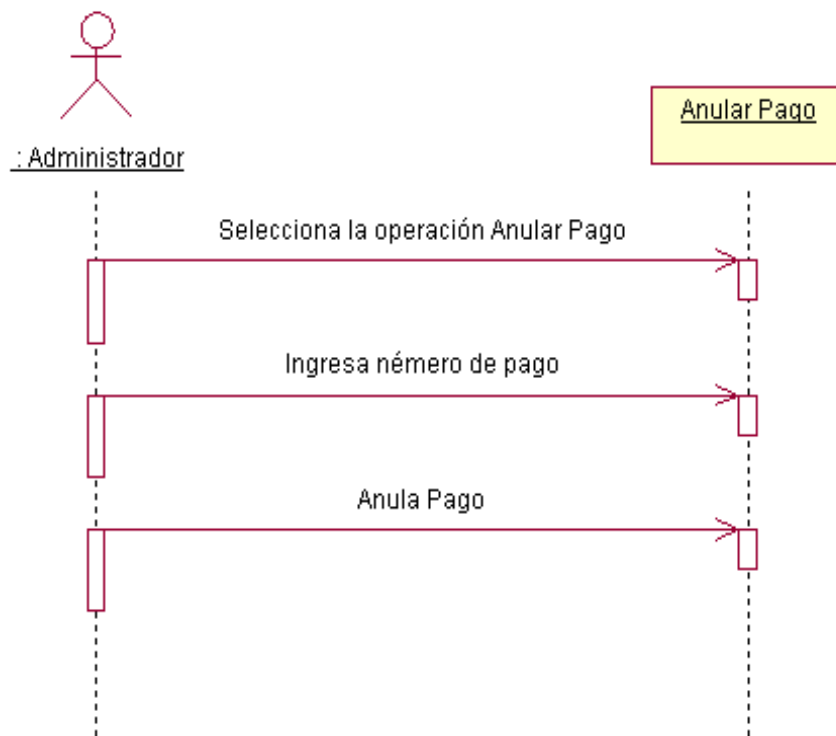 Anular Pago
: Administrador
Selecciona la operación Anular Pago
Ingresa némero de pago
Anula Pago